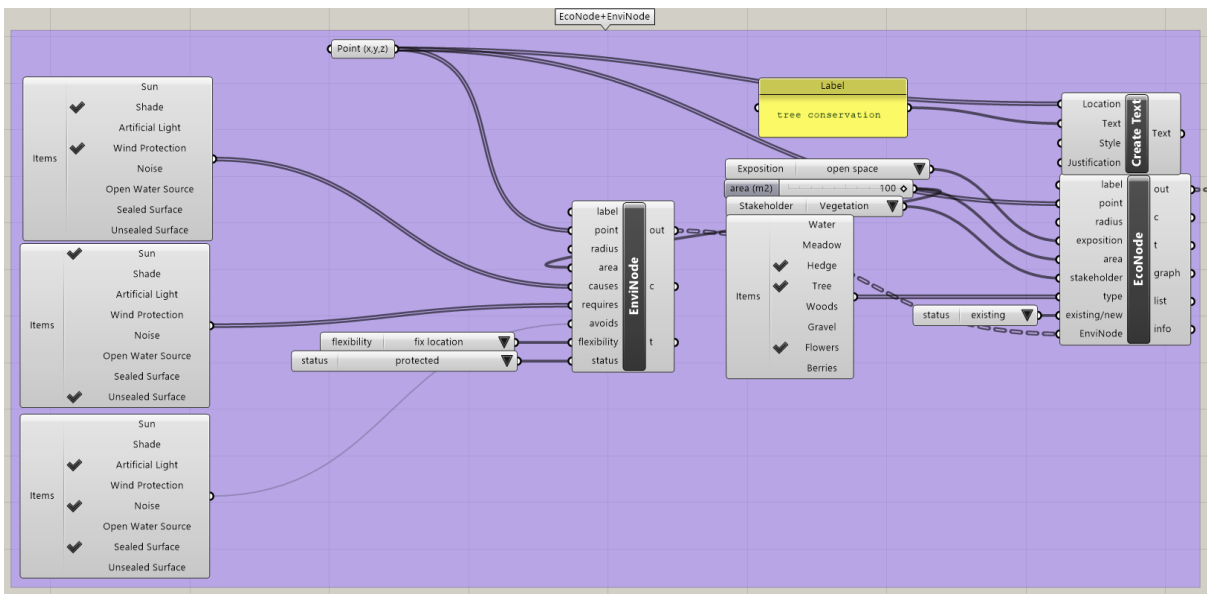 EcoNode+EnviNode
Point (x,y,z)
Items
Sun
Shade
Artificial Light
Wind Protection
Noise
Open Water Source
Sealed Surface
Unsealed Surface
Items
Sun
Shade
Artificial Light
Wind Protection
Noise
Open Water Source
Sealed Surface
Unsealed Surface
Items
Sun
Shade
Artificial Light
Wind Protection
Noise
Open Water Source
Sealed Surface
Unsealed Surface
flexibility fix location
status protected
label
point
radius
area
causes
requires
avoids
flexibility
status
EnviNode
out
c
t
Label
tree conservation
Exposition open space
area (m2) 100
Stakeholder Vegetation
Items
Water
Meadow
Hedge
Tree
Woods
Gravel
Flowers
Berries
status existing
Location
Text
Style
Justification
Create Text
Text
label
point
radius
exposition
area
stakeholder
type
existing/new
EnviNode
EcoNode
out
c
t
graph
list
info